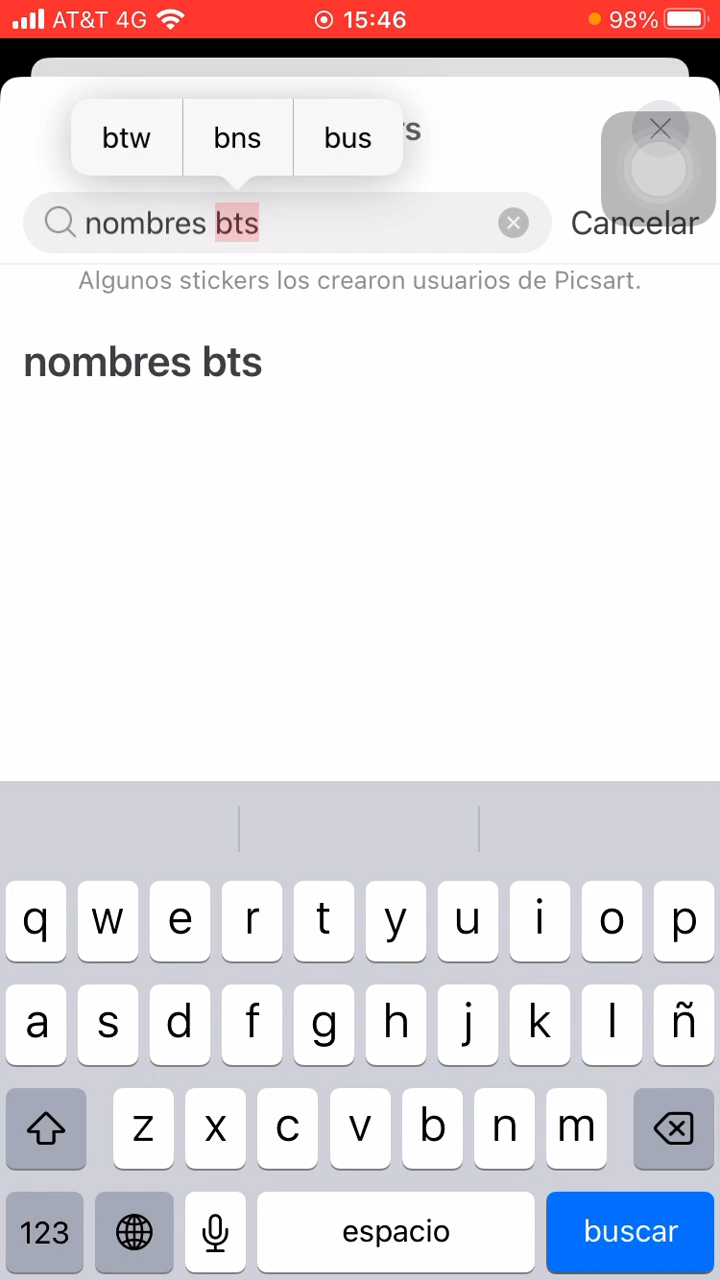 AT&T 4G 15:46 98%
btw bns bus rs
nombres bts Cancelar
Algunos stickers los crearon usuarios de Picsart.
nombres bts
q w e r t y u i o p
a s d f g h j k l ñ
z x c v b n m
123 espacio buscar